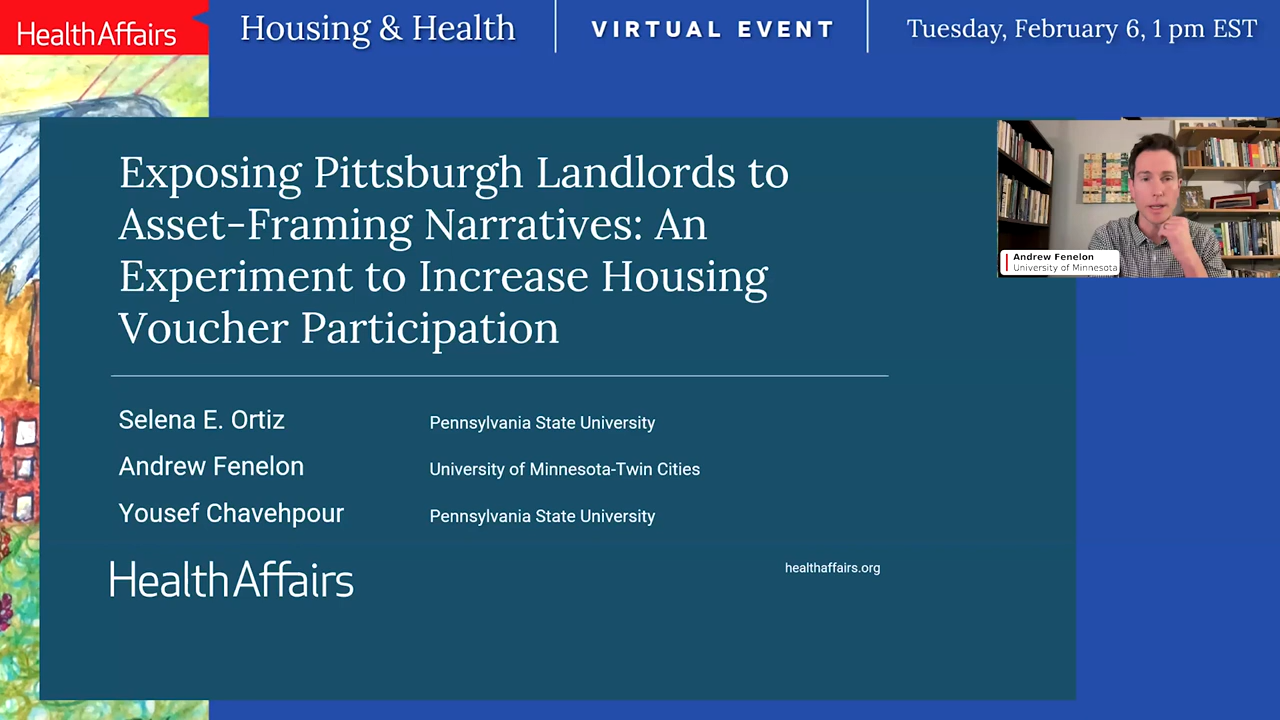 HealthAffairs
Housing & Health
VIRTUAL EVENT
Tuesday, February 6, 1 pm EST
Exposing Pittsburgh Landlords to
Asset-Framing Narratives: An
Experiment to Increase Housing
Voucher Participation
Andrew Fenelon
University of Minnesota
Selena E. Ortiz
Pennsylvania State University
Andrew Fenelon
University of Minnesota-Twin Cities
Yousef Chavehpour
Pennsylvania State University
HealthAffairs
healthaffairs.org